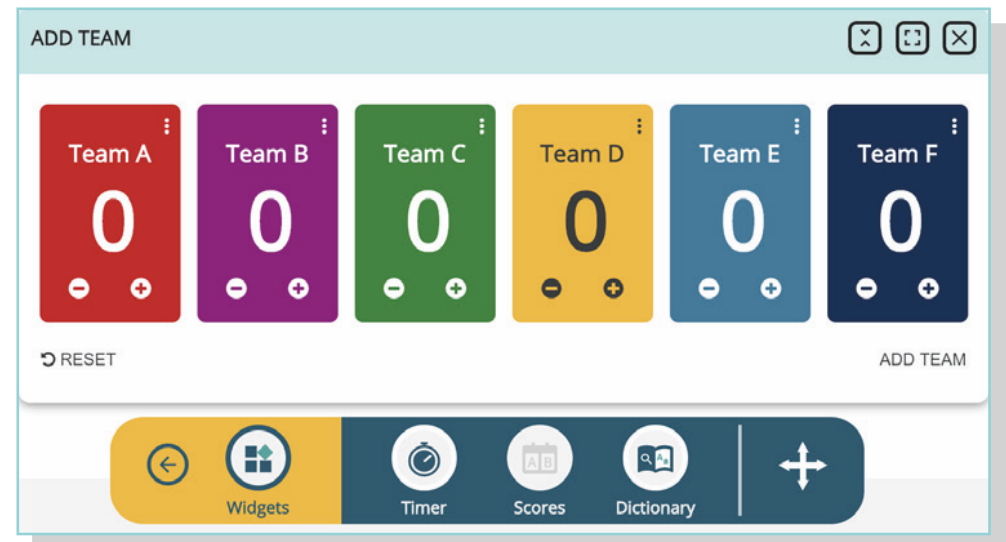 ADD TEAM
Team A Team B Team C Team D Team E Team F
0 0 0 0 0 0
RESET ADD TEAM
A B A A
Widgets Timer Scores Dictionary